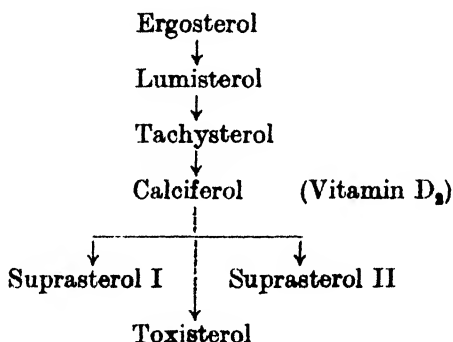 Ergosterol
Lumisterol
Tachysterol
Calciferol (Vitamin D₂)
Suprasterol I Suprasterol II
Toxisterol